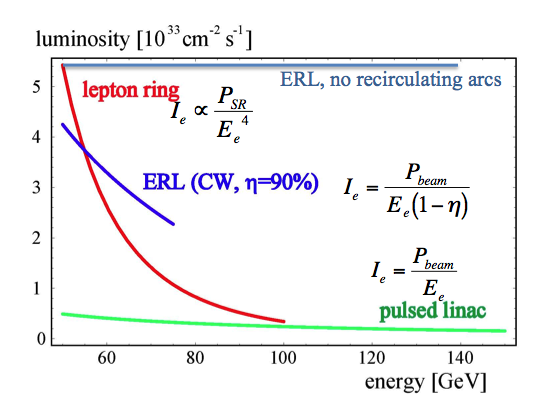 luminosity [10^33 cm^-2 s^-1]
ERL, no recirculating arcs
lepton ring
I_e ∝ P_SR / E_e^4
ERL (CW, η=90%)
I_e = P_beam / E_e(1−η)
I_e = P_beam / E_e
pulsed linac
5
4
3
2
1
0
60 80 100 120 140
energy [GeV]